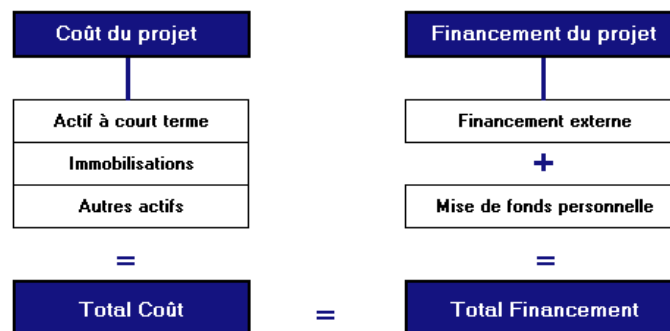 Coût du projet
Actif à court terme
Immobilisations
Autres actifs
=
Total Coût
=
Financement du projet
Financement externe
+
Mise de fonds personnelle
=
Total Financement